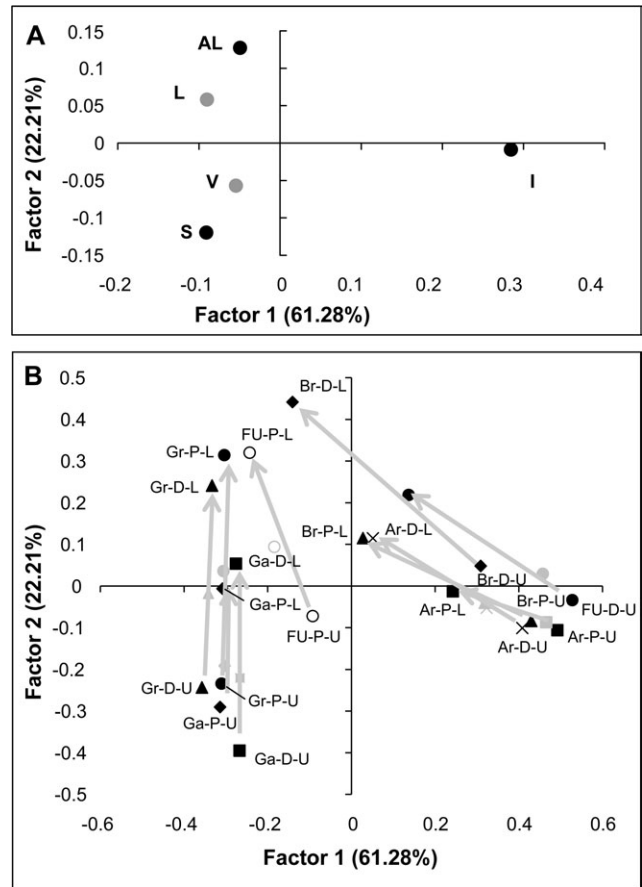 A
0.15
AL
0.1
L
0.05
0
-0.05
V
I
-0.1
S
-0.15
-0.2
-0.1
0
0.1
0.2
0.3
0.4
Factor 2 (22.21%)
Factor 1 (61.28%)
B
0.5
Br-D-L
0.4
FU-P-L
Gr-P-L
0.3
Gr-D-L
0.2
Br-P-L
Ar-D-L
0.1
Ga-D-L
Br-D-U
0
Ga-P-L
Ar-P-L
Br-P-U
FU-D-U
FU-P-U
-0.1
Ar-D-U
Ar-P-U
-0.2
Gr-D-U
Gr-P-U
Ga-P-U
-0.3
Ga-D-U
-0.4
-0.5
-0.6
-0.4
-0.2
0
0.2
0.4
0.6
Factor 2 (22.21%)
Factor 1 (61.28%)